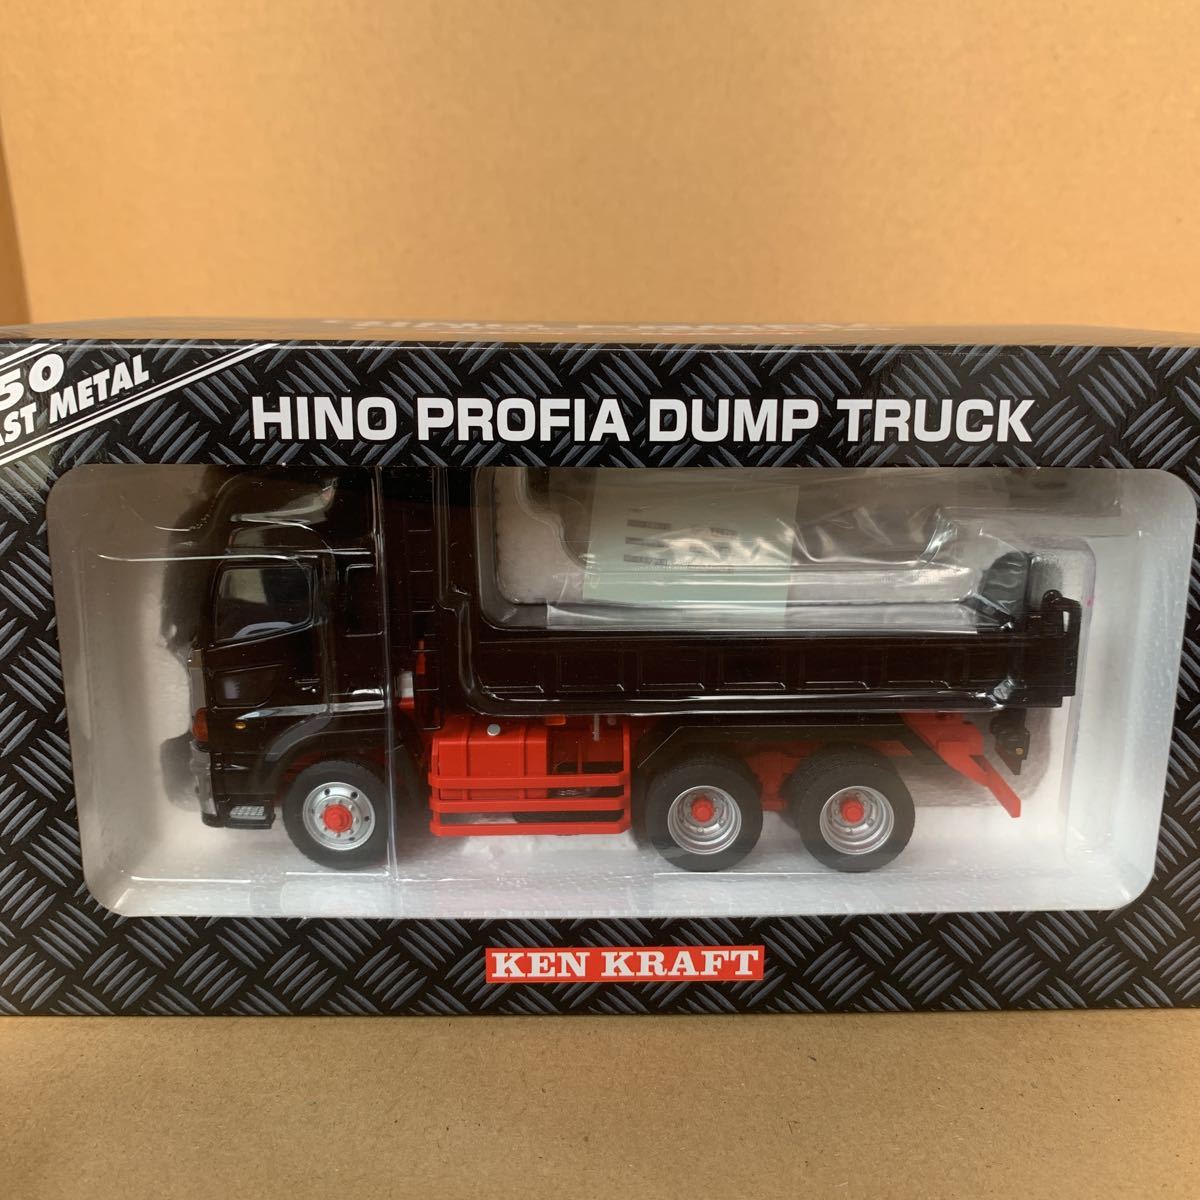 50
AST METAL
HINO PROFIA DUMP TRUCK
KEN KRAFT